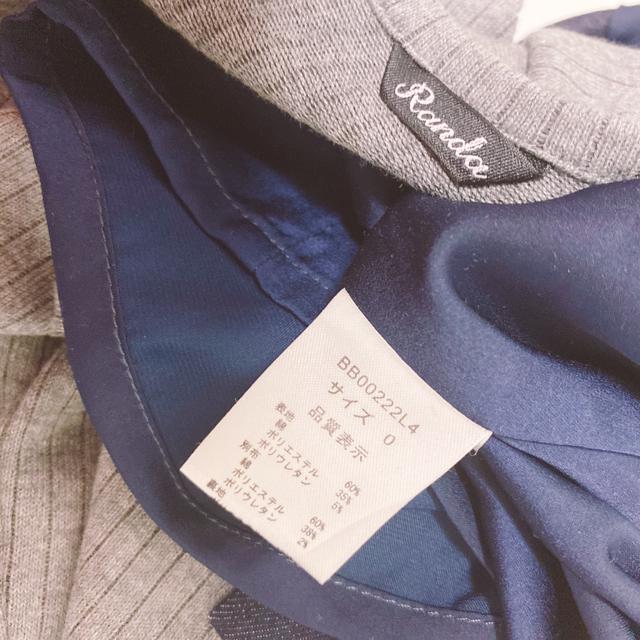 Randa
BB00222L4
サイズ 0
品質表示
表地
綿 60%
ポリエステル 35%
ポリウレタン 5%
別布
綿 60%
ポリエステル 38%
ポリウレタン 2%
裏地